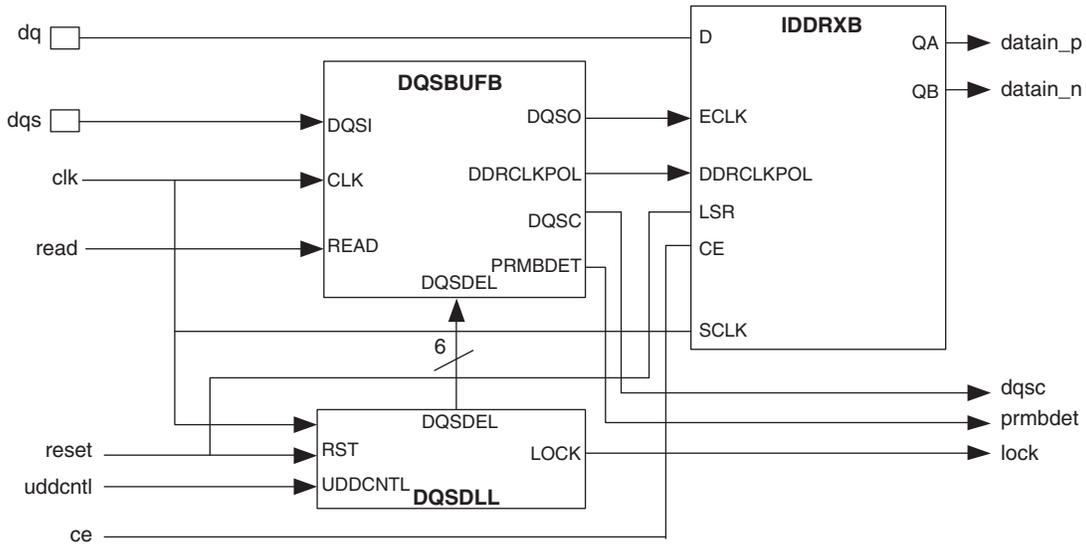 dq
D
IDDRXB
QA
datain_p
QB
datain_n
DQSBUFB
dqs
DQSI
DQSO
ECLK
clk
CLK
DDRCLKPOL
DDRCLKPOL
DQSC
LSR
read
READ
CE
PRMBDET
DQSDEL
SCLK
6
dqsc
DQSDEL
prmbdet
reset
RST
LOCK
lock
uddcntl
UDDCNTL
DQSDLL
ce